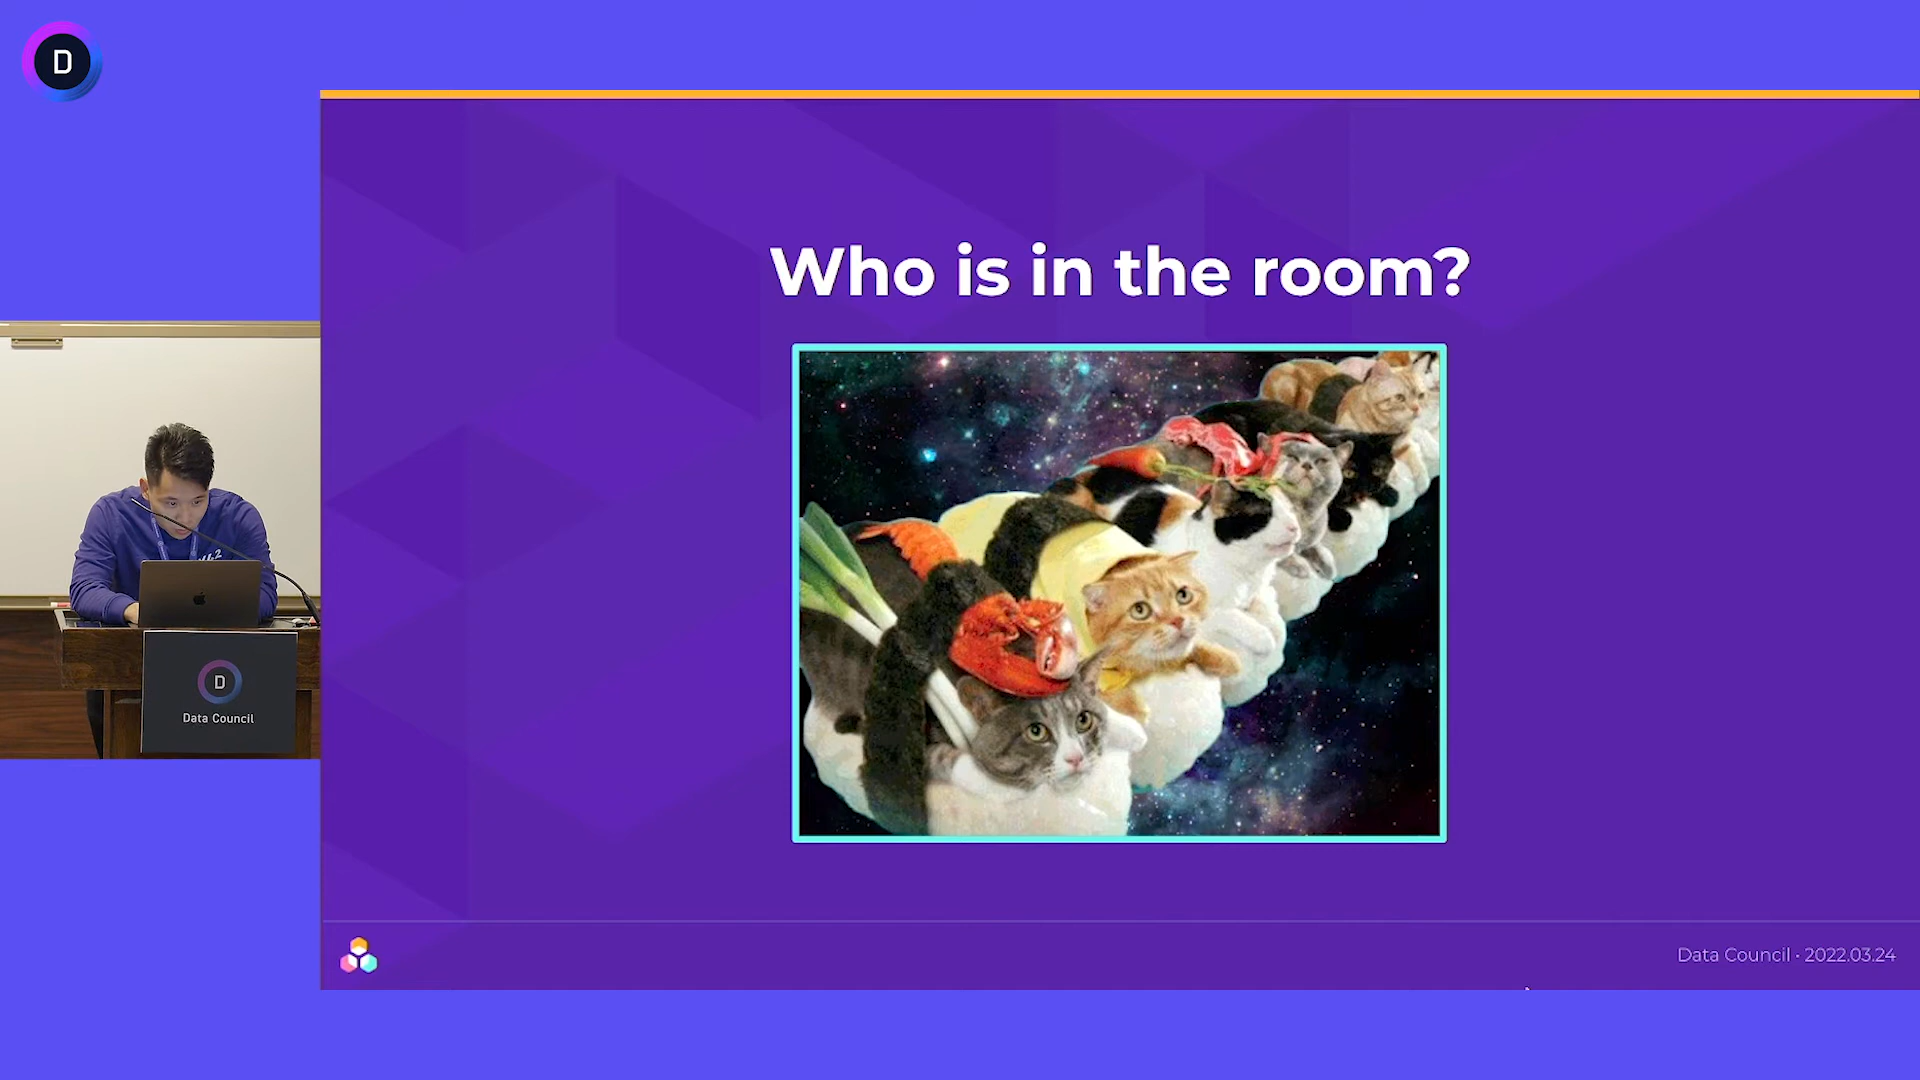 D
Who is in the room?
D
Data Council
Data Council · 2022.03.24